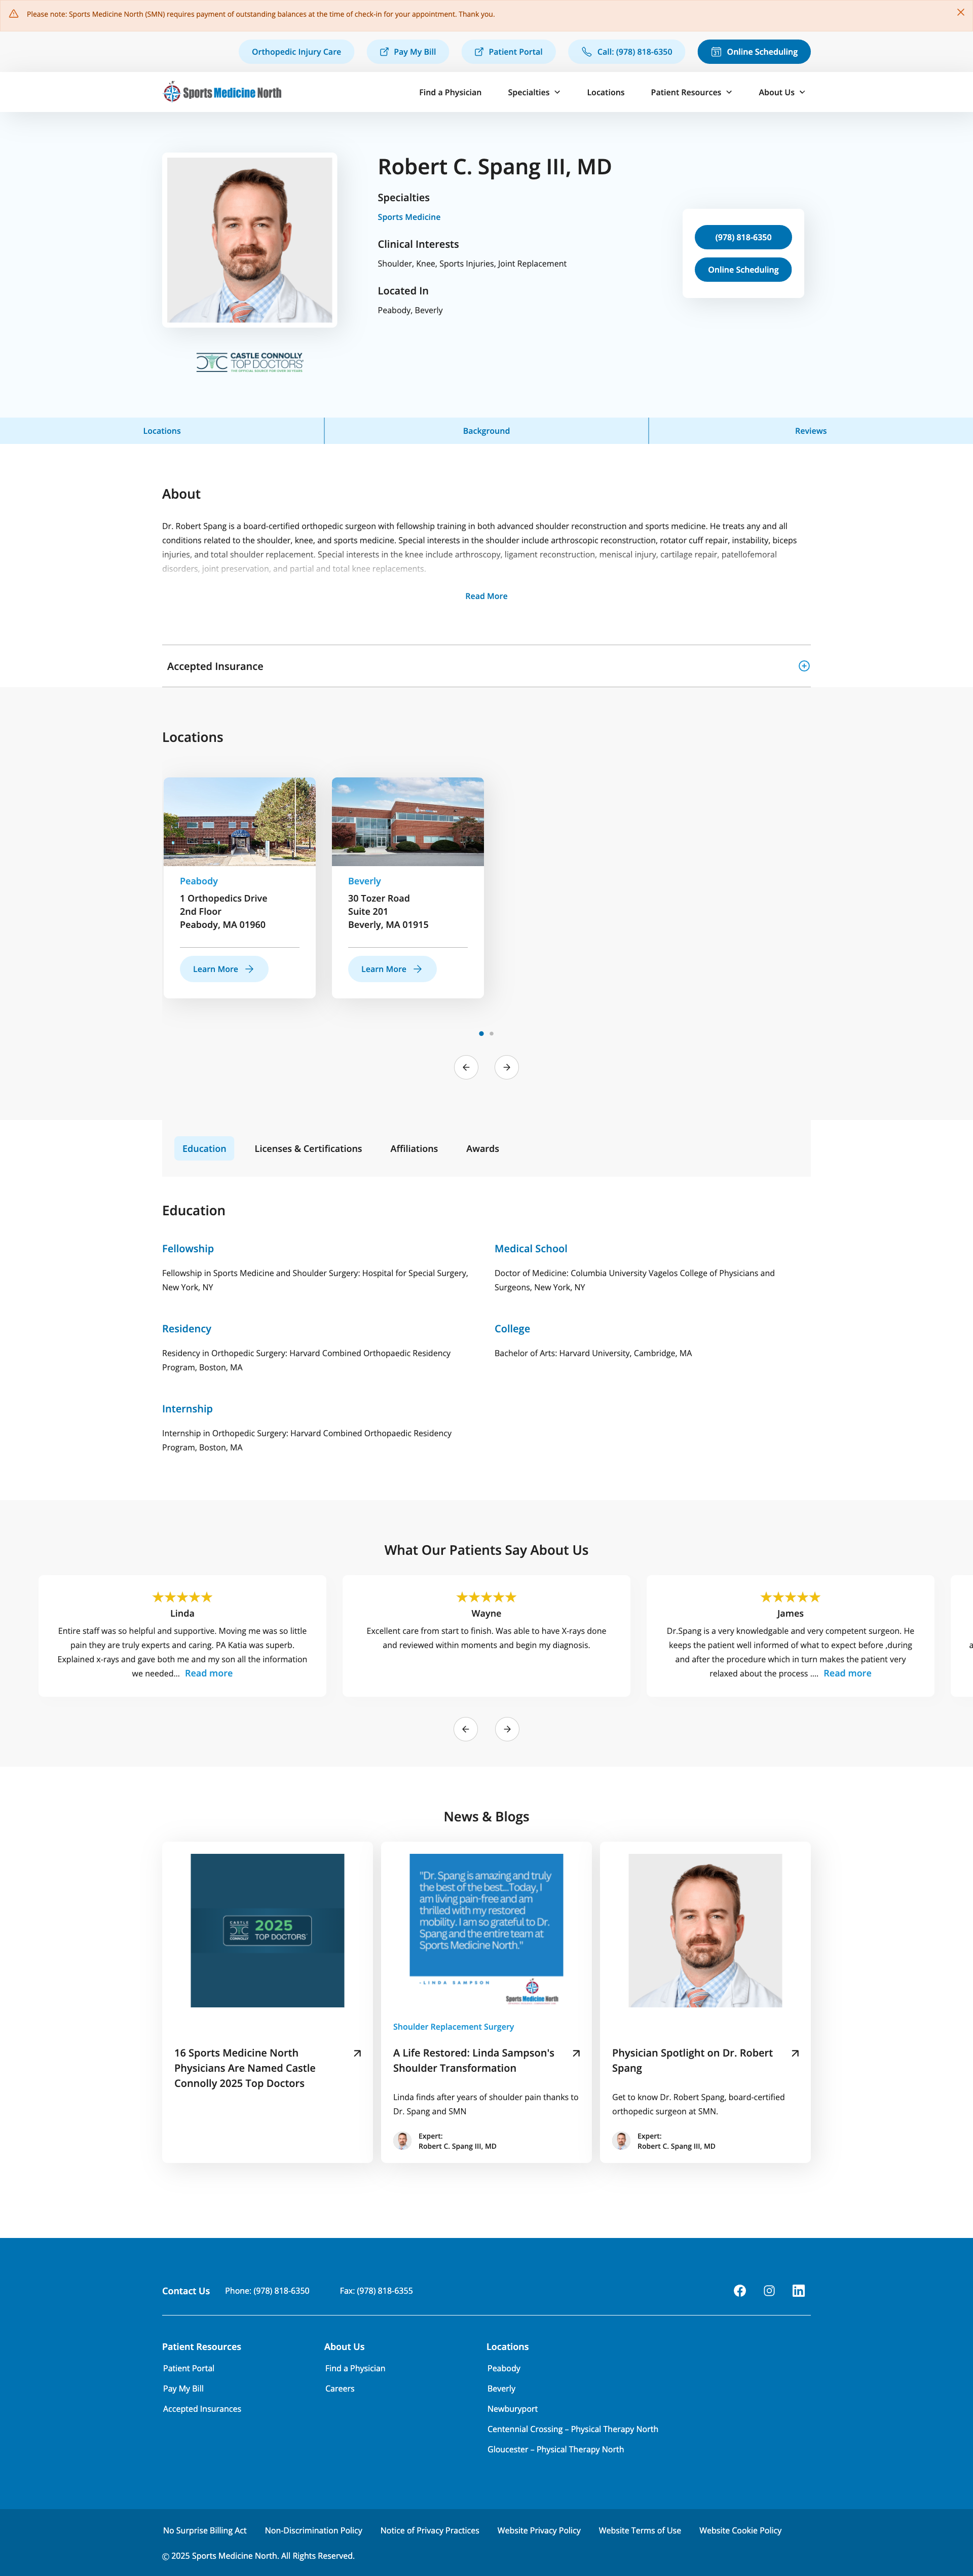 Please note: Sports Medicine North (SMN) requires payment of outstanding balances at the time of check-in for your appointment. Thank you.
Orthopedic Injury Care
Pay My Bill
Patient Portal
Call: (978) 818-6350
Online Scheduling
Sports Medicine North
Find a Physician
Specialties
Locations
Patient Resources
About Us
Robert C. Spang III, MD
Specialties
Sports Medicine
Clinical Interests
Shoulder, Knee, Sports Injuries, Joint Replacement
Located In
Peabody, Beverly
(978) 818-6350
Online Scheduling
CASTLE CONNOLLY
TOP DOCTORS
Locations
Background
Reviews
About
Dr. Robert Spang is a board-certified orthopedic surgeon with fellowship training in both advanced shoulder reconstruction and sports medicine. He treats any and all
conditions related to the shoulder, knee, and sports medicine. Special interests in the shoulder include arthroscopic reconstruction, rotator cuff repair, instability, biceps
injuries, and total shoulder replacement. Special interests in the knee include arthroscopy, ligament reconstruction, meniscal injury, cartilage repair, patellofemoral
disorders, joint preservation, and partial and total knee replacements.
Read More
Accepted Insurance
Locations
Peabody
1 Orthopedics Drive
2nd Floor
Peabody, MA 01960
Learn More
Beverly
30 Tozer Road
Suite 201
Beverly, MA 01915
Learn More
Education
Licenses & Certifications
Affiliations
Awards
Education
Fellowship
Fellowship in Sports Medicine and Shoulder Surgery: Hospital for Special Surgery,
New York, NY
Medical School
Doctor of Medicine: Columbia University Vagelos College of Physicians and
Surgeons, New York, NY
Residency
Residency in Orthopedic Surgery: Harvard Combined Orthopaedic Residency
Program, Boston, MA
College
Bachelor of Arts: Harvard University, Cambridge, MA
Internship
Internship in Orthopedic Surgery: Harvard Combined Orthopaedic Residency
Program, Boston, MA
What Our Patients Say About Us
Linda
Entire staff was so helpful and supportive. Moving me was so little
pain they are truly experts and caring. PA Katia was superb.
Explained x-rays and gave both me and my son all the information
we needed... Read more
Wayne
Excellent care from start to finish. Was able to have X-rays done
and reviewed within moments and begin my diagnosis.
James
Dr.Spang is a very knowledgable and very competent surgeon. He
keeps the patient well informed of what to expect before ,during
and after the procedure which in turn makes the patient very
relaxed about the process .... Read more
News & Blogs
CASTLE CONNOLLY
2025
TOP DOCTORS
16 Sports Medicine North
Physicians Are Named Castle
Connolly 2025 Top Doctors
"Dr. Spang is amazing and truly
the best of the best...Today, I
am living pain-free and am
thrilled with my restored
mobility. I am so grateful to Dr.
Spang and the entire team at
Sports Medicine North."
-LINDA SAMPSON
Sports Medicine North
Shoulder Replacement Surgery
A Life Restored: Linda Sampson's
Shoulder Transformation
Linda finds after years of shoulder pain thanks to
Dr. Spang and SMN
Expert:
Robert C. Spang III, MD
Physician Spotlight on Dr. Robert
Spang
Get to know Dr. Robert Spang, board-certified
orthopedic surgeon at SMN.
Expert:
Robert C. Spang III, MD
Contact Us
Phone: (978) 818-6350
Fax: (978) 818-6355
Patient Resources
Patient Portal
Pay My Bill
Accepted Insurances
About Us
Find a Physician
Careers
Locations
Peabody
Beverly
Newburyport
Centennial Crossing – Physical Therapy North
Gloucester – Physical Therapy North
No Surprise Billing Act
Non-Discrimination Policy
Notice of Privacy Practices
Website Privacy Policy
Website Terms of Use
Website Cookie Policy
© 2025 Sports Medicine North. All Rights Reserved.